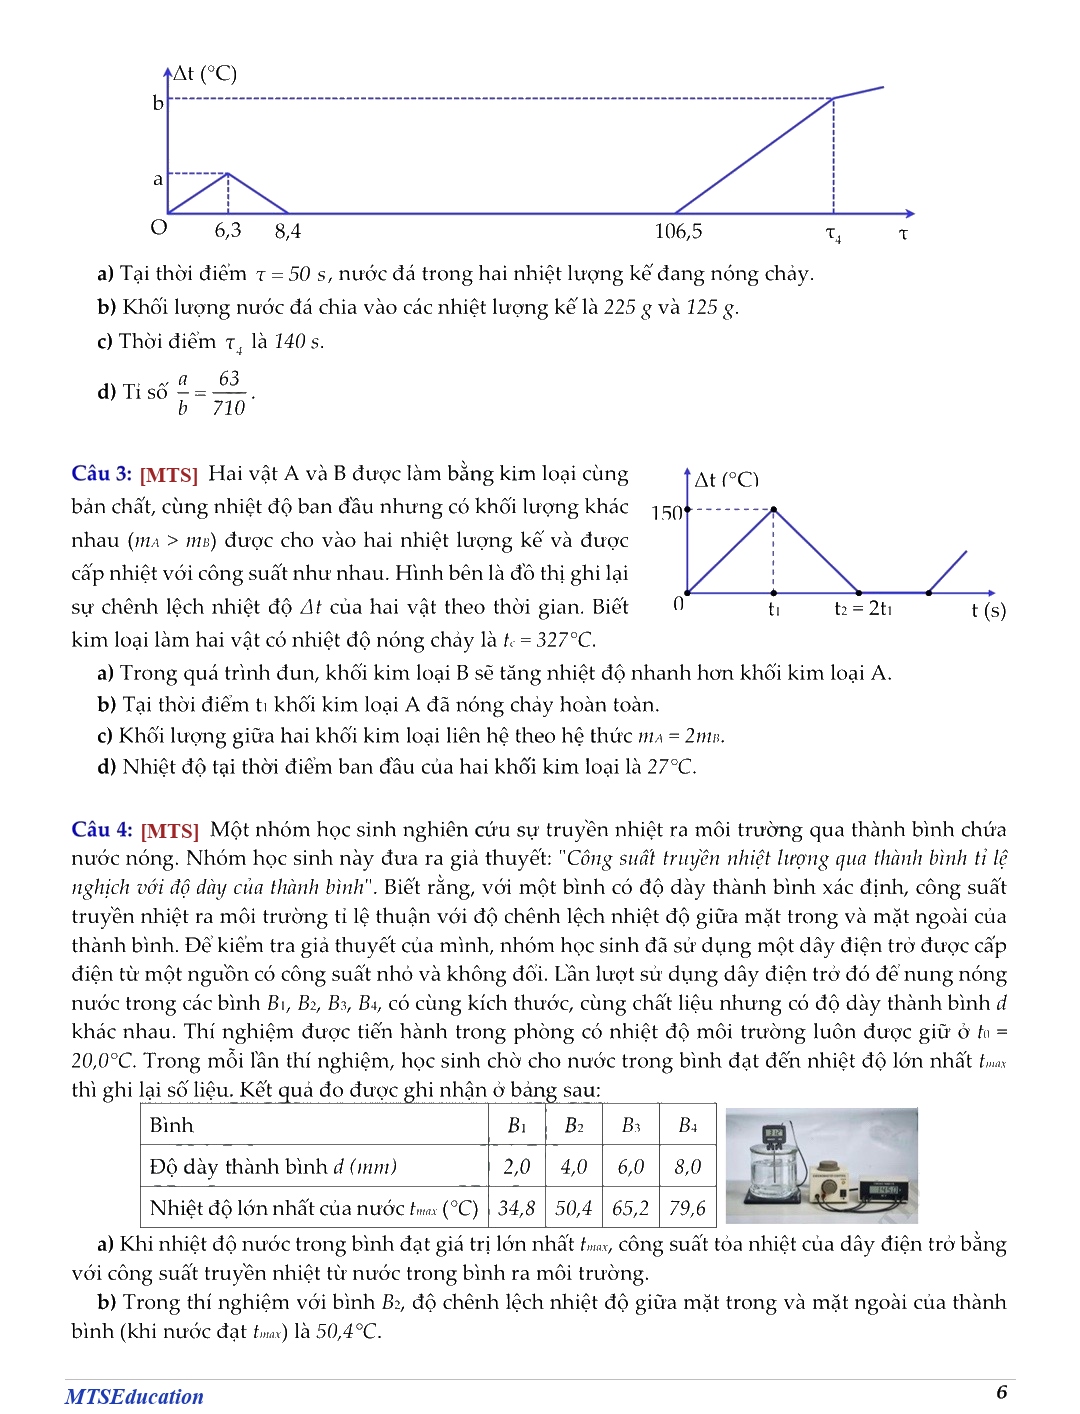 Δt (°C)
b
a
O 6,3 8,4 106,5 τ₄ τ
a) Tại thời điểm τ = 50 s, nước đá trong hai nhiệt lượng kế đang nóng chảy.
b) Khối lượng nước đá chia vào các nhiệt lượng kế là 225 g và 125 g.
c) Thời điểm τ₄ là 140 s.
d) Tỉ số a/b = 63/710.
Câu 3: [MTS] Hai vật A và B được làm bằng kim loại cùng
bản chất, cùng nhiệt độ ban đầu nhưng có khối lượng khác
nhau (mA > mB) được cho vào hai nhiệt lượng kế và được
cấp nhiệt với công suất như nhau. Hình bên là đồ thị ghi lại
sự chênh lệch nhiệt độ Δt của hai vật theo thời gian. Biết
kim loại làm hai vật có nhiệt độ nóng chảy là tc = 327°C.
Δt (°C)
150
0 t₁ t₂ = 2t₁ t (s)
a) Trong quá trình đun, khối kim loại B sẽ tăng nhiệt độ nhanh hơn khối kim loại A.
b) Tại thời điểm t₁ khối kim loại A đã nóng chảy hoàn toàn.
c) Khối lượng giữa hai khối kim loại liên hệ theo hệ thức mA = 2mB.
d) Nhiệt độ tại thời điểm ban đầu của hai khối kim loại là 27°C.
Câu 4: [MTS] Một nhóm học sinh nghiên cứu sự truyền nhiệt ra môi trường qua thành bình chứa
nước nóng. Nhóm học sinh này đưa ra giả thuyết: "Công suất truyền nhiệt lượng qua thành bình tỉ lệ
nghịch với độ dày của thành bình". Biết rằng, với một bình có độ dày thành bình xác định, công suất
truyền nhiệt ra môi trường tỉ lệ thuận với độ chênh lệch nhiệt độ giữa mặt trong và mặt ngoài của
thành bình. Để kiểm tra giả thuyết của mình, nhóm học sinh đã sử dụng một dây điện trở được cấp
điện từ một nguồn có công suất nhỏ và không đổi. Lần lượt sử dụng dây điện trở đó để nung nóng
nước trong các bình B₁, B₂, B₃, B₄, có cùng kích thước, cùng chất liệu nhưng có độ dày thành bình d
khác nhau. Thí nghiệm được tiến hành trong phòng có nhiệt độ môi trường luôn được giữ ở t₀ =
20,0°C. Trong mỗi lần thí nghiệm, học sinh chờ cho nước trong bình đạt đến nhiệt độ lớn nhất tmax
thì ghi lại số liệu. Kết quả đo được ghi nhận ở bảng sau:
Bình B₁ B₂ B₃ B₄
Độ dày thành bình d (mm) 2,0 4,0 6,0 8,0
Nhiệt độ lớn nhất của nước tmax (°C) 34,8 50,4 65,2 79,6
a) Khi nhiệt độ nước trong bình đạt giá trị lớn nhất tmax, công suất tỏa nhiệt của dây điện trở bằng
với công suất truyền nhiệt từ nước trong bình ra môi trường.
b) Trong thí nghiệm với bình B₂, độ chênh lệch nhiệt độ giữa mặt trong và mặt ngoài của thành
bình (khi nước đạt tmax) là 50,4°C.
MTSEducation 6